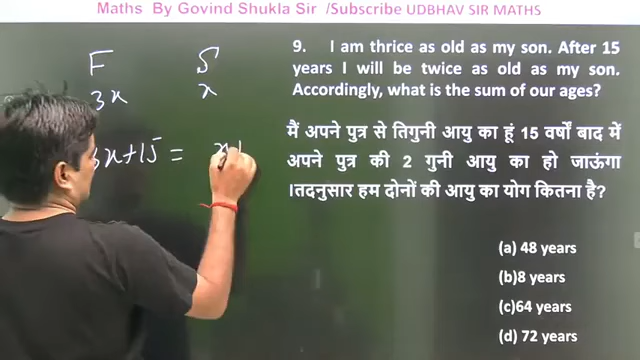 Maths By Govind Shukla Sir /Subscribe UDBHAV SIR MATHS
F S
3x x
3x+15 = x+
9. I am thrice as old as my son. After 15
years I will be twice as old as my son.
Accordingly, what is the sum of our ages?
मैं अपने पुत्र से तिगुनी आयु का हूं 15 वर्षो बाद में
अपने पुत्र की 2 गुनी आयु का हो जाऊंगा
।तदनुसार हम दोनों की आयु का योग कितना है?
(a) 48 years
(b)8 years
(c)64 years
(d) 72 years